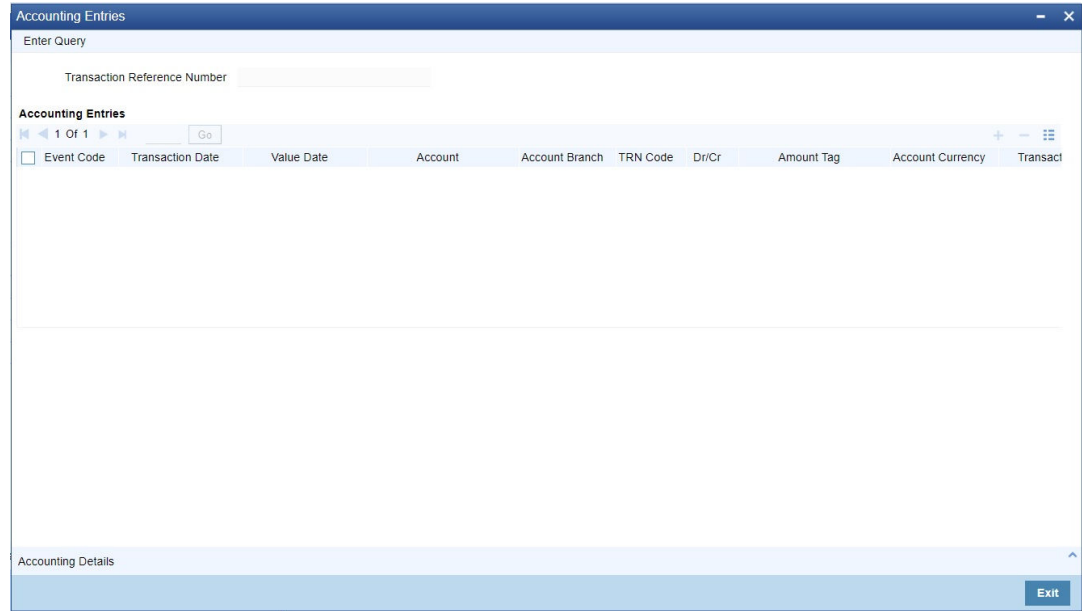 Accounting Entries
Enter Query
Transaction Reference Number
Accounting Entries
1 Of 1 Go
Event Code Transaction Date Value Date Account Account Branch TRN Code Dr/Cr Amount Tag Account Currency Transact
Accounting Details
Exit